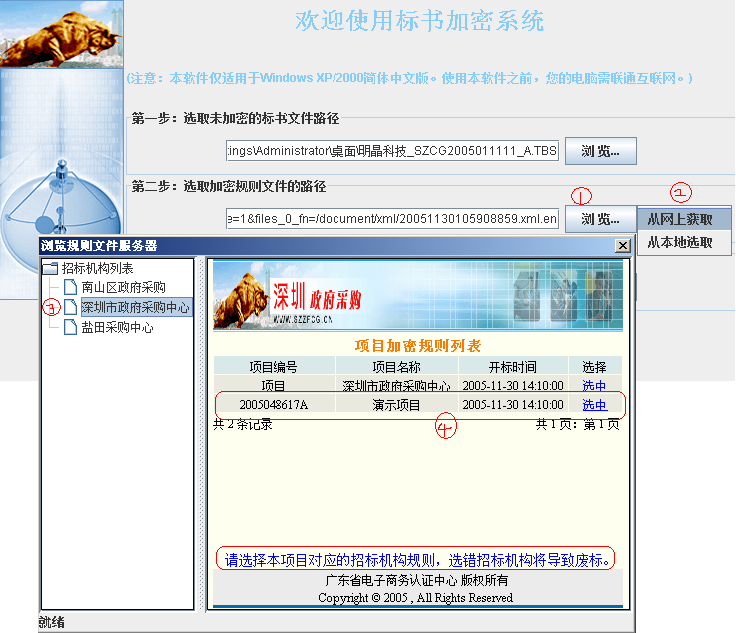 欢迎使用标书加密系统
(注意：本软件仅适用于Windows XP/2000简体中文版。使用本软件之前，您的电脑需联通互联网。)
第一步：选取未加密的标书文件路径
:ings\Administrator\桌面\明晶科技_SZCG2005011111_A.TBS
浏 览...
第二步：选取加密规则文件的路径
① ②
e=1&files_0_fn=/document/xml/20051130105908859.xml.en
浏 览...
从网上获取
从本地选取
浏览规则文件服务器
招标机构列表
南山区政府采购
③ 深圳市政府采购中心
盐田采购中心
深圳 政府采购
WWW.SZZFCG.CN
项目加密规则列表
项目编号 项目名称 开标时间 选择
项目 深圳市政府采购中心 2005-11-30 14:10:00 选中
2005048617A 演示项目 2005-11-30 14:10:00 选中
共 2 条记录 ④ 共 1 页：第 1 页
请选择本项目对应的招标机构规则，选错招标机构将导致废标。
广东省电子商务认证中心 版权所有
Copyright © 2005 , All Rights Reserved
就绪